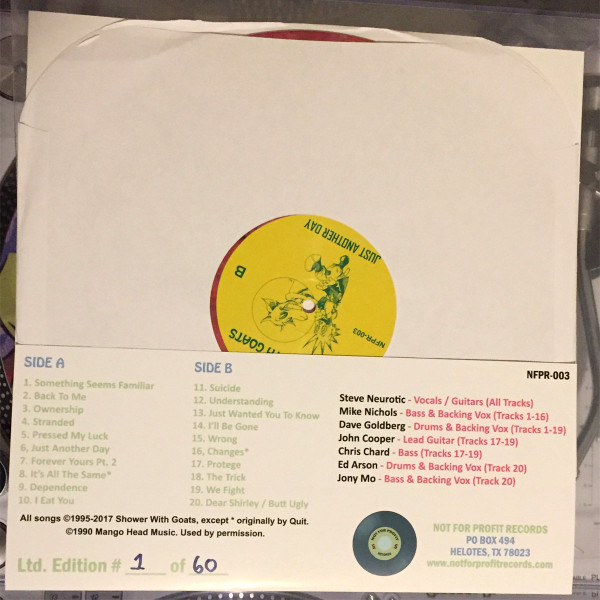 JUST ANOTHER DAY
B
NFPR-003
GOATS
SIDE A
1. Something Seems Familiar
2. Back To Me
3. Ownership
4. Stranded
5. Pressed My Luck
6, Just Another Day
7. Forever Yours Pt. 2
8. It's All The Same*
9. Dependence
10. I Eat You
SIDE B
11. Suicide
12. Understanding
13. Just Wanted You To Know
14. I'll Be Gone
15. Wrong
16. Changes*
17. Protege
18. The Trick
19. We Fight
20. Dear Shirley / Butt Ugly
NFPR-003
Steve Neurotic - Vocals / Guitars (All Tracks)
Mike Nichols - Bass & Backing Vox (Tracks 1-16)
Dave Goldberg - Drums & Backing Vox (Tracks 1-19)
John Cooper - Lead Guitar (Tracks 17-19)
Chris Chard - Bass (Tracks 17-19)
Ed Arson - Drums & Backing Vox (Track 20)
Jony Mo - Bass & Backing Vox (Track 20)
All songs ©1995-2017 Shower With Goats, except * originally by Quit.
©1990 Mango Head Music. Used by permission.
Ltd. Edition # 1 of 60
NOT FOR PROFIT
RECORDS
NOT FOR PROFIT RECORDS
PO BOX 494
HELOTES, TX 78023
www.notforprofitrecords.com